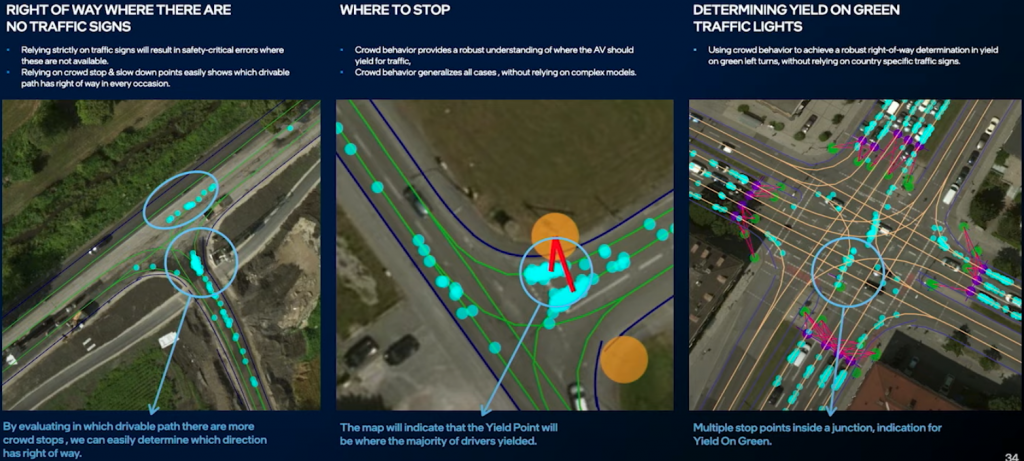 RIGHT OF WAY WHERE THERE ARE
NO TRAFFIC SIGNS
• Relying strictly on traffic signs will result in safety-critical errors where
these are not available.
• Relying on crowd stop & slow down points easily shows which drivable
path has right of way in every occasion.
By evaluating in which drivable path there are more
crowd stops , we can easily determine which direction
has right of way.
WHERE TO STOP
• Crowd behavior provides a robust understanding of where the AV should
yield for traffic,
• Crowd behavior generalizes all cases , without relying on complex models.
The map will indicate that the Yield Point will
be where the majority of drivers yielded.
DETERMINING YIELD ON GREEN
TRAFFIC LIGHTS
• Using crowd behavior to achieve a robust right-of-way determination in yield
on green left turns, without relying on country specific traffic signs.
Multiple stop points inside a junction, indication for
Yield On Green.
34